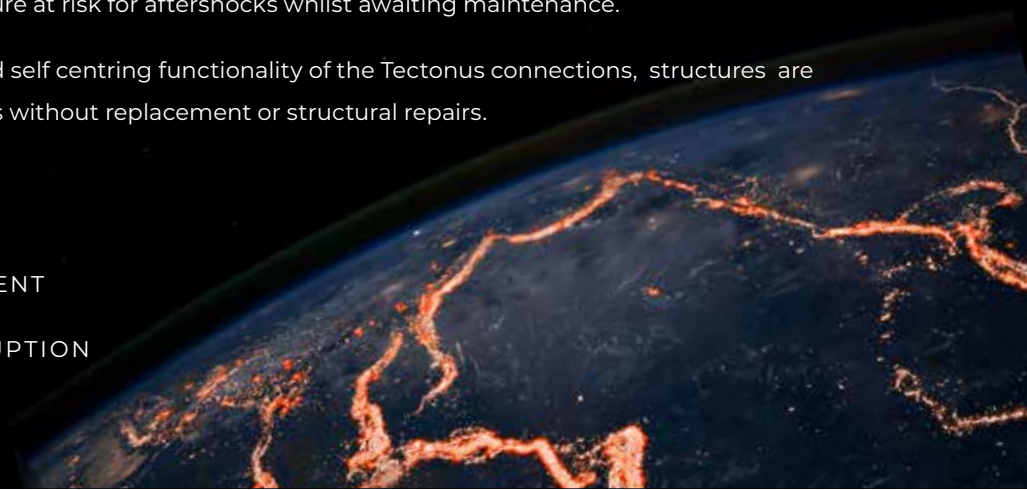 ure at risk for aftershocks whilst awaiting maintenance.
d self centring functionality of the Tectonus connections, structures are
s without replacement or structural repairs.
ENT
UPTION